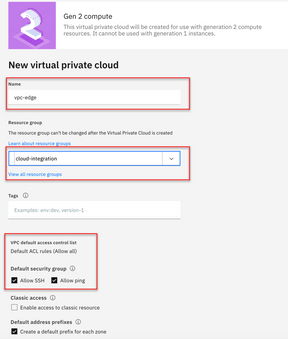 Gen 2 compute
This virtual private cloud will be created for use with generation 2 compute
resources. It cannot be used with generation 1 instances.
New virtual private cloud
Name
vpc-edge
Resource group
The resource group can't be changed after the Virtual Private Cloud is created
Learn about resource groups
cloud-integration
View all resource groups
Tags
Examples: env:dev, version-1
VPC default access control list
Default ACL rules (Allow all)
Default security group
Allow SSH Allow ping
Classic access
Enable access to classic resource
Default address prefixes
Create a default prefix for each zone